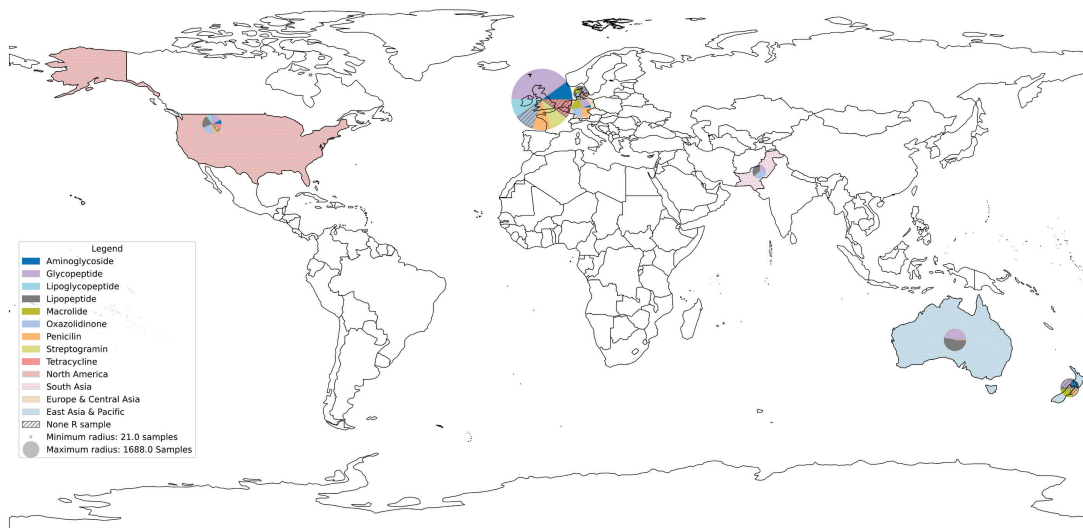 Legend
Aminoglycoside
Glycopeptide
Lipoglycopeptide
Lipopeptide
Macrolide
Oxazolidinone
Penicilin
Streptogramin
Tetracycline
North America
South Asia
Europe & Central Asia
East Asia & Pacific
None R sample
Minimum radius: 21.0 samples
Maximum radius: 1688.0 Samples